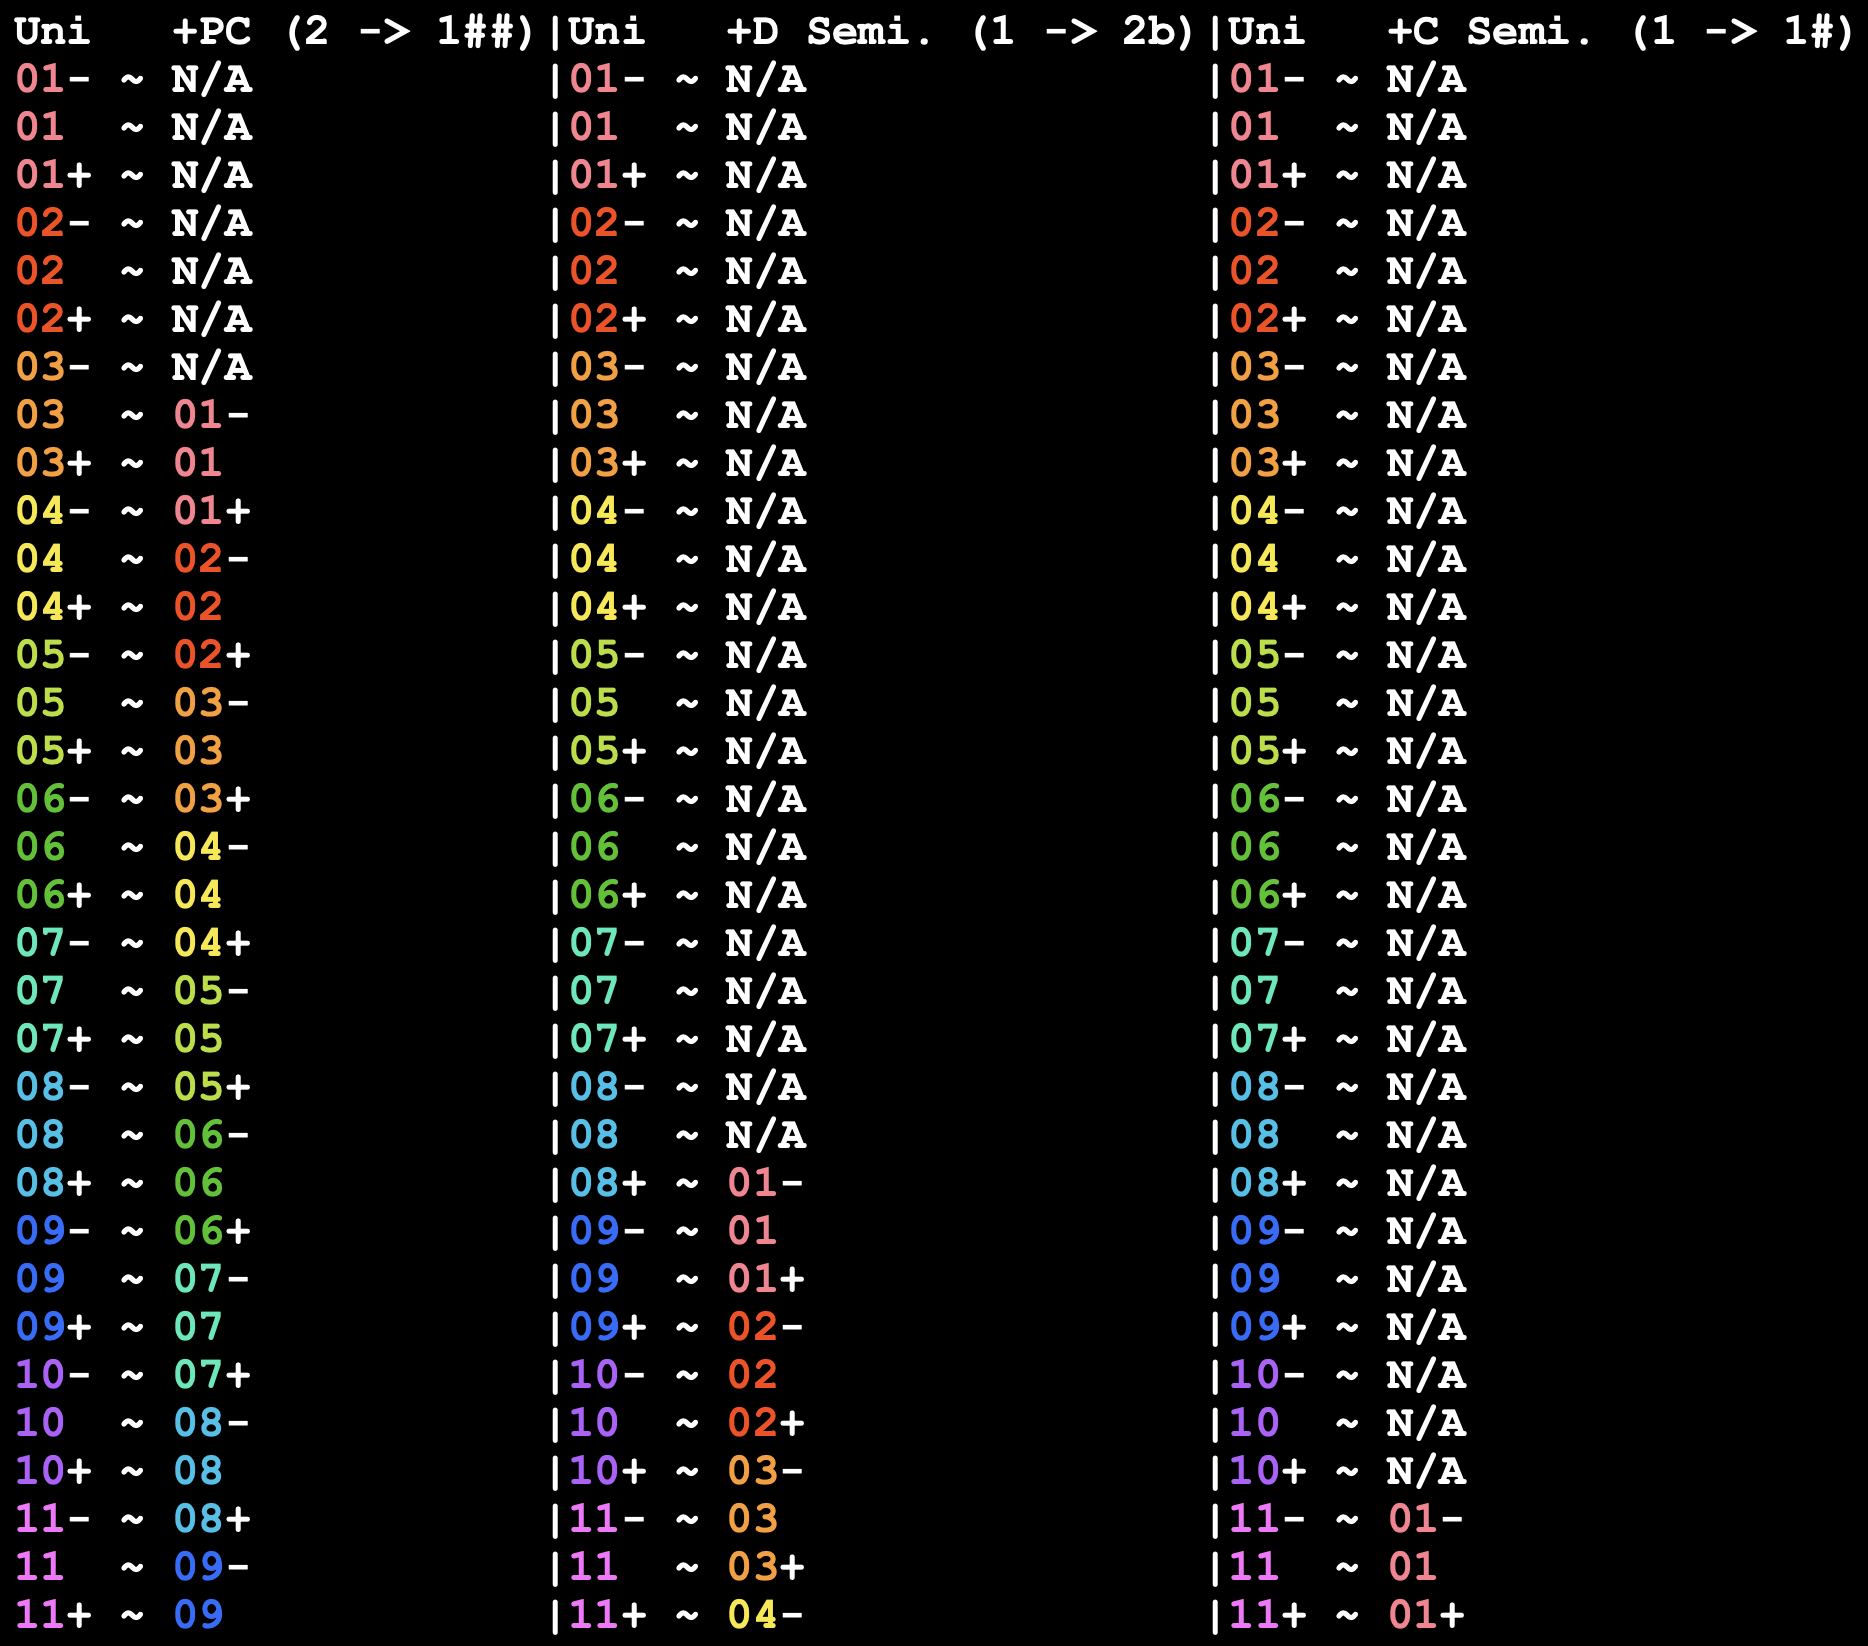 Uni   +PC (2 -> 1##)|Uni   +D Semi. (1 -> 2b)|Uni   +C Semi. (1 -> 1#)
01- ~ N/A           |01- ~ N/A               |01- ~ N/A
01  ~ N/A           |01  ~ N/A               |01  ~ N/A
01+ ~ N/A           |01+ ~ N/A               |01+ ~ N/A
02- ~ N/A           |02- ~ N/A               |02- ~ N/A
02  ~ N/A           |02  ~ N/A               |02  ~ N/A
02+ ~ N/A           |02+ ~ N/A               |02+ ~ N/A
03- ~ N/A           |03- ~ N/A               |03- ~ N/A
03  ~ 01-           |03  ~ N/A               |03  ~ N/A
03+ ~ 01            |03+ ~ N/A               |03+ ~ N/A
04- ~ 01+           |04- ~ N/A               |04- ~ N/A
04  ~ 02-           |04  ~ N/A               |04  ~ N/A
04+ ~ 02            |04+ ~ N/A               |04+ ~ N/A
05- ~ 02+           |05- ~ N/A               |05- ~ N/A
05  ~ 03-           |05  ~ N/A               |05  ~ N/A
05+ ~ 03            |05+ ~ N/A               |05+ ~ N/A
06- ~ 03+           |06- ~ N/A               |06- ~ N/A
06  ~ 04-           |06  ~ N/A               |06  ~ N/A
06+ ~ 04            |06+ ~ N/A               |06+ ~ N/A
07- ~ 04+           |07- ~ N/A               |07- ~ N/A
07  ~ 05-           |07  ~ N/A               |07  ~ N/A
07+ ~ 05            |07+ ~ N/A               |07+ ~ N/A
08- ~ 05+           |08- ~ N/A               |08- ~ N/A
08  ~ 06-           |08  ~ N/A               |08  ~ N/A
08+ ~ 06            |08+ ~ 01-               |08+ ~ N/A
09- ~ 06+           |09- ~ 01                |09- ~ N/A
09  ~ 07-           |09  ~ 01+               |09  ~ N/A
09+ ~ 07            |09+ ~ 02-               |09+ ~ N/A
10- ~ 07+           |10- ~ 02                |10- ~ N/A
10  ~ 08-           |10  ~ 02+               |10  ~ N/A
10+ ~ 08            |10+ ~ 03-               |10+ ~ N/A
11- ~ 08+           |11- ~ 03                |11- ~ 01-
11  ~ 09-           |11  ~ 03+               |11  ~ 01
11+ ~ 09            |11+ ~ 04-               |11+ ~ 01+